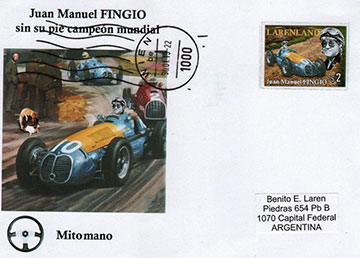 Juan Manuel FINGIO
sin su pie campeón mundial
1000
LARENLAND
Juan Manuel FINGIO
2
Benito E. Laren
Piedras 654 Pb B
1070 Capital Federal
ARGENTINA
Mitomano